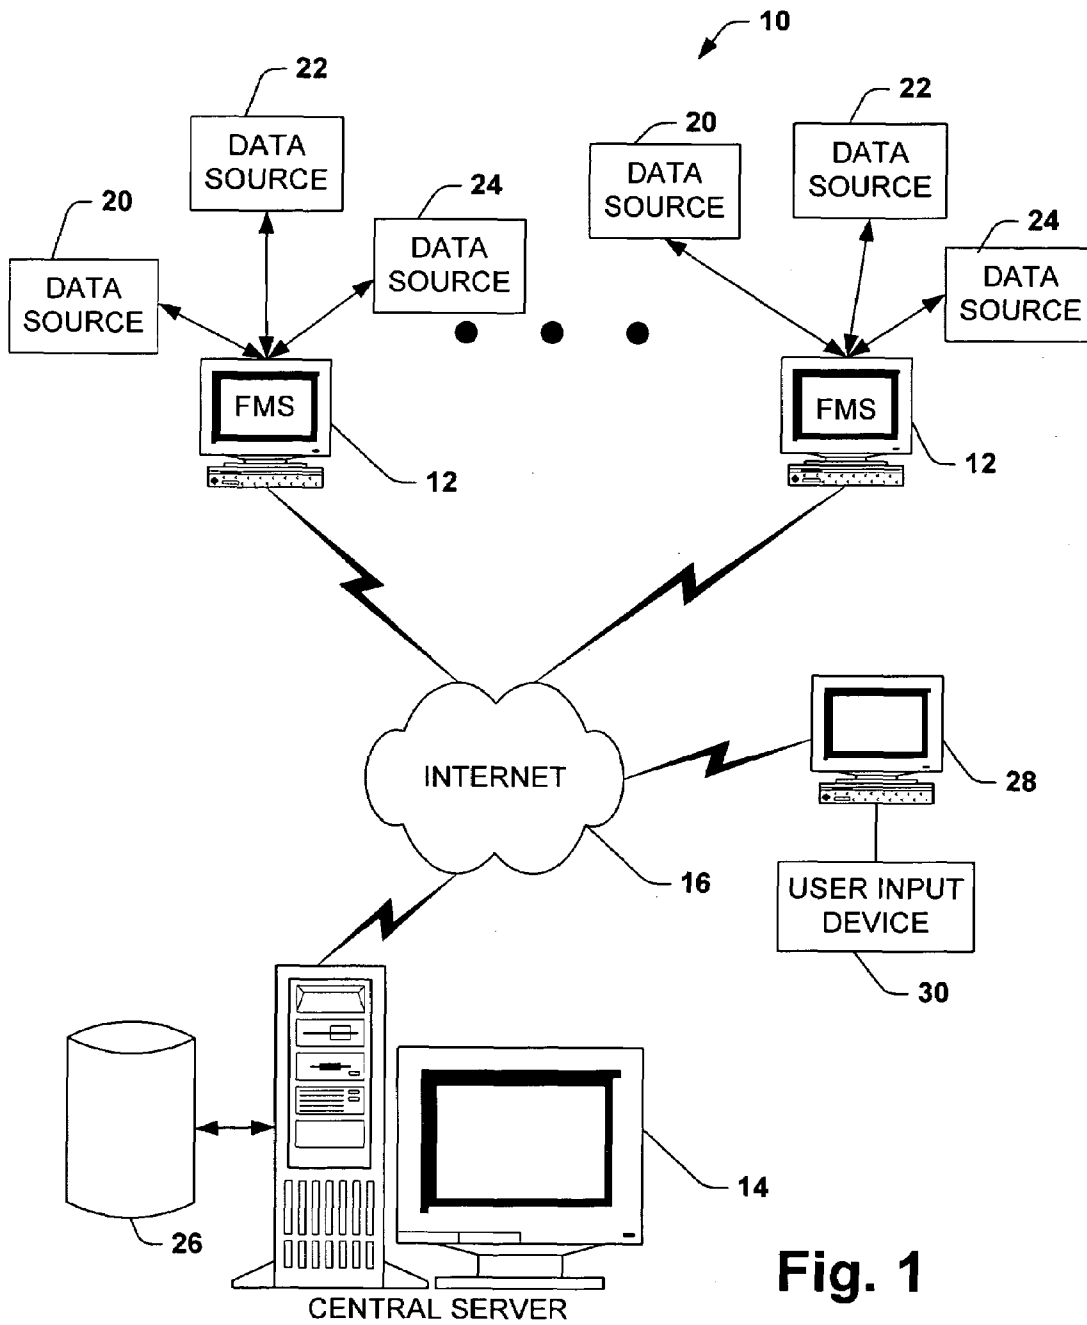 10
22
22
DATA
SOURCE
20
DATA
SOURCE
DATA
SOURCE
20
24
24
DATA
SOURCE
DATA
SOURCE
DATA
SOURCE
FMS
FMS
12
12
INTERNET
28
16
USER INPUT
DEVICE
30
14
26
Fig. 1
CENTRAL SERVER